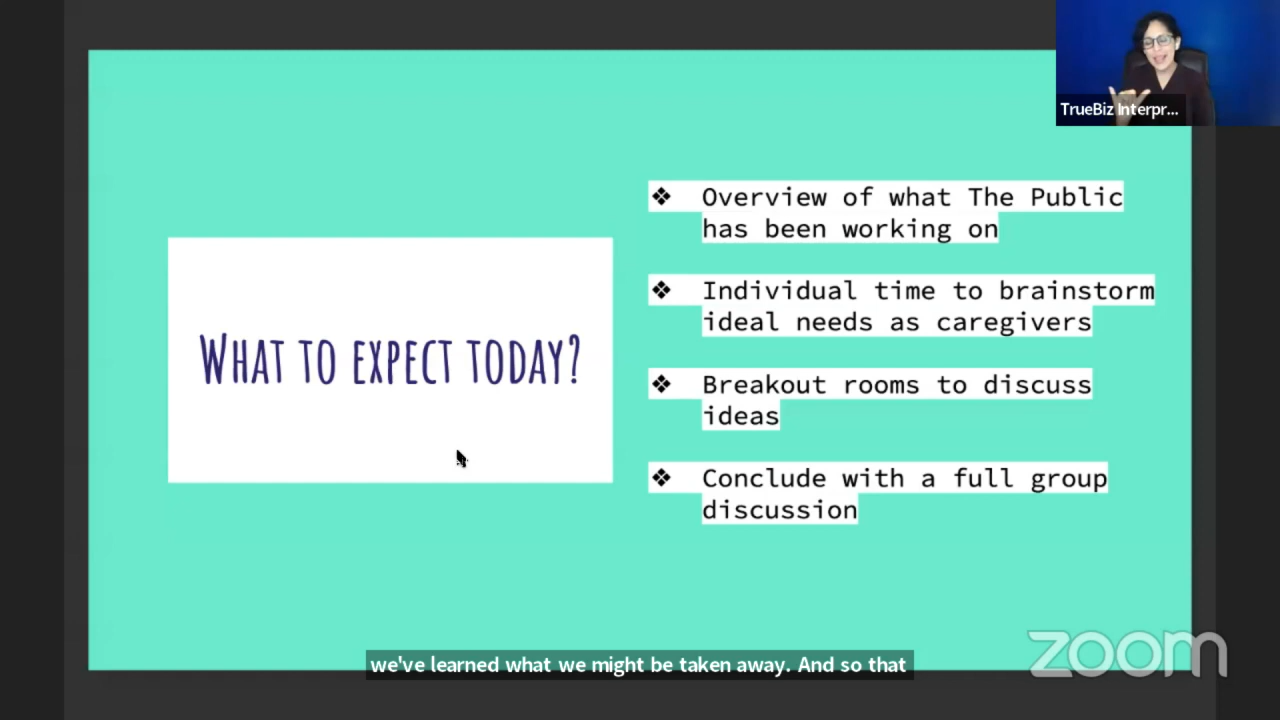 TrueBiz Interpr...
WHAT TO EXPECT TODAY?
❖ Overview of what The Public
has been working on
❖ Individual time to brainstorm
ideal needs as caregivers
❖ Breakout rooms to discuss
ideas
❖ Conclude with a full group
discussion
we've learned what we might be taken away. And so that
zoom